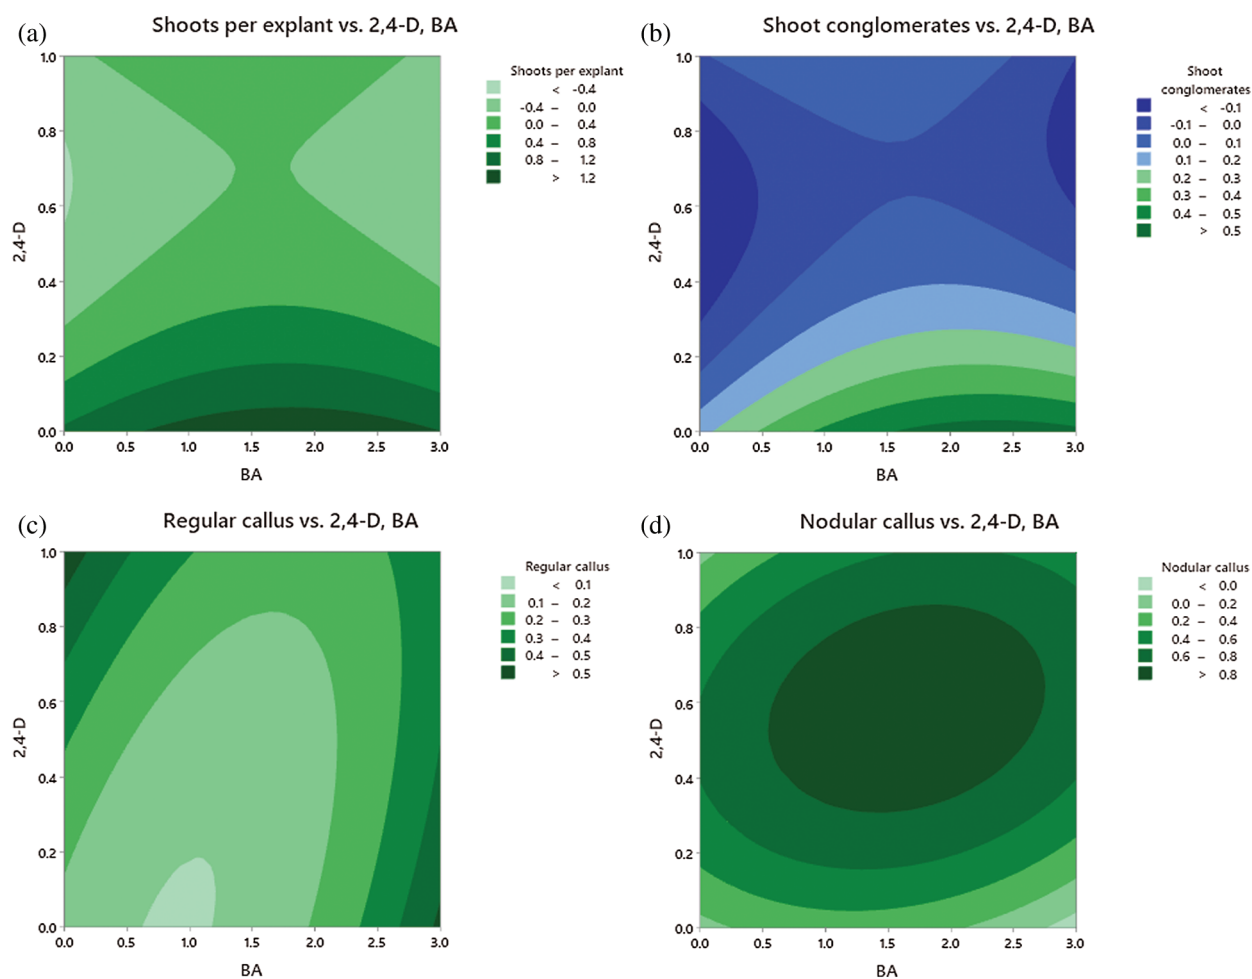 (a)
Shoots per explant vs. 2,4-D, BA
1.0
0.8
0.6
0.4
0.2
0.0
2,4-D
0.0 0.5 1.0 1.5 2.0 2.5 3.0
BA
Shoots per explant
< -0.4
-0.4 – 0.0
0.0 – 0.4
0.4 – 0.8
0.8 – 1.2
> 1.2
(b)
Shoot conglomerates vs. 2,4-D, BA
1.0
0.8
0.6
0.4
0.2
0.0
2,4-D
0.0 0.5 1.0 1.5 2.0 2.5 3.0
BA
Shoot
conglomerates
< -0.1
-0.1 – 0.0
0.0 – 0.1
0.1 – 0.2
0.2 – 0.3
0.3 – 0.4
0.4 – 0.5
> 0.5
(c)
Regular callus vs. 2,4-D, BA
1.0
0.8
0.6
0.4
0.2
0.0
2,4-D
0.0 0.5 1.0 1.5 2.0 2.5 3.0
BA
Regular callus
< 0.1
0.1 – 0.2
0.2 – 0.3
0.3 – 0.4
0.4 – 0.5
> 0.5
(d)
Nodular callus vs. 2,4-D, BA
1.0
0.8
0.6
0.4
0.2
0.0
2,4-D
0.0 0.5 1.0 1.5 2.0 2.5 3.0
BA
Nodular callus
< 0.0
0.0 – 0.2
0.2 – 0.4
0.4 – 0.6
0.6 – 0.8
> 0.8